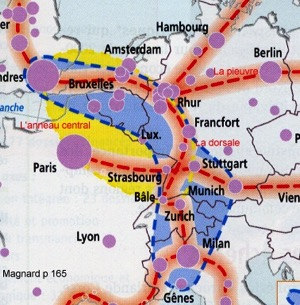 er
Hambourg
Amsterdam
Berlin
ndres
La pieuvre
Bruxelles
Rhur
anche
L'anneau central
Francfort
Lux.
La dorsale
Paris
Stuttgart
Strasbourg
Munich
Bâle
Vien
Zurich
Lyon
Milan
Magnard p 165
Gênes